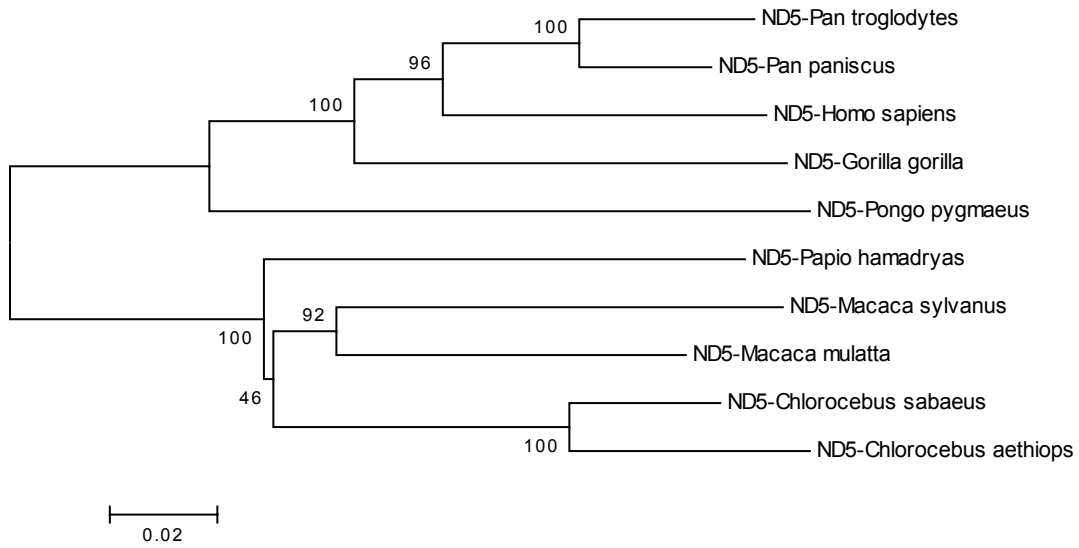 ND5-Pan troglodytes
100
ND5-Pan paniscus
96
ND5-Homo sapiens
100
ND5-Gorilla gorilla
ND5-Pongo pygmaeus
ND5-Papio hamadryas
ND5-Macaca sylvanus
92
100
ND5-Macaca mulatta
46
ND5-Chlorocebus sabaeus
100
ND5-Chlorocebus aethiops
0.02